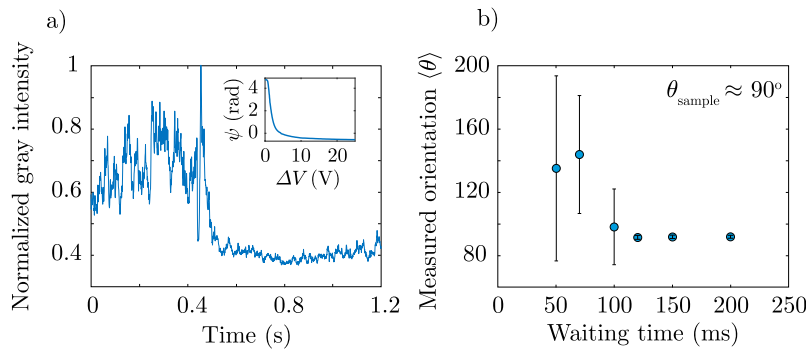 a)
Normalized gray intensity
1
0.8
0.6
0.4
0 0.4 0.8 1.2
Time (s)
ψ (rad)
4
2
0
0 10 20
ΔV (V)
b)
Measured orientation ⟨θ⟩
200
160
120
80
0 50 100 150 200 250
Waiting time (ms)
θsample ≈ 90°